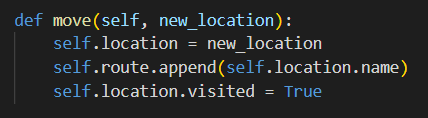 def move(self, new_location):
    self.location = new_location
    self.route.append(self.location.name)
    self.location.visited = True